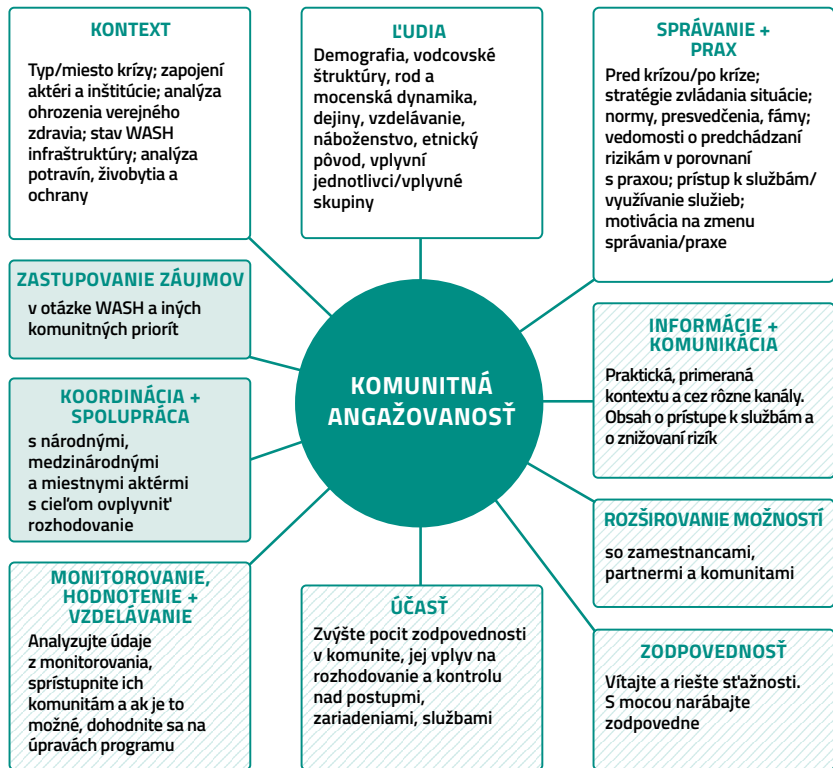 KONTEXT
Typ/miesto krízy; zapojení
aktéri a inštitúcie; analýza
ohrozenia verejného
zdravia; stav WASH
infraštruktúry; analýza
potravín, živobytia a
ochrany
ĽUDIA
Demografia, vodcovské
štruktúry, rod a
mocenská dynamika,
dejiny, vzdelávanie,
náboženstvo, etnický
pôvod, vplyvní
jednotlivci/vplyvné
skupiny
SPRÁVANIE +
PRAX
Pred krízou/po kríze;
stratégie zvládania situácie;
normy, presvedčenia, fámy;
vedomosti o predchádzaní
rizikám v porovnaní
s praxou; prístup k službám/
využívanie služieb;
motivácia na zmenu
správania/praxe
ZASTUPOVANIE ZÁUJMOV
v otázke WASH a iných
komunitných priorít
KOMUNITNÁ
ANGAŽOVANOSŤ
INFORMÁCIE +
KOMUNIKÁCIA
Praktická, primeraná
kontextu a cez rôzne kanály.
Obsah o prístupe k službám a
o znižovaní rizík
KOORDINÁCIA +
SPOLUPRÁCA
s národnými,
medzinárodnými
a miestnymi aktérmi
s cieľom ovplyvniť
rozhodovanie
ROZŠIROVANIE MOŽNOSTÍ
so zamestnancami,
partnermi a komunitami
MONITOROVANIE,
HODNOTENIE +
VZDELÁVANIE
Analyzujte údaje
z monitorovania,
sprístupnite ich
komunitám a ak je to
možné, dohodnite sa na
úpravách programu
ÚČASŤ
Zvýšte pocit zodpovednosti
v komunite, jej vplyv na
rozhodovanie a kontrolu
nad postupmi,
zariadeniami, službami
ZODPOVEDNOSŤ
Vítajte a riešte sťažnosti.
S mocou narábajte
zodpovedne